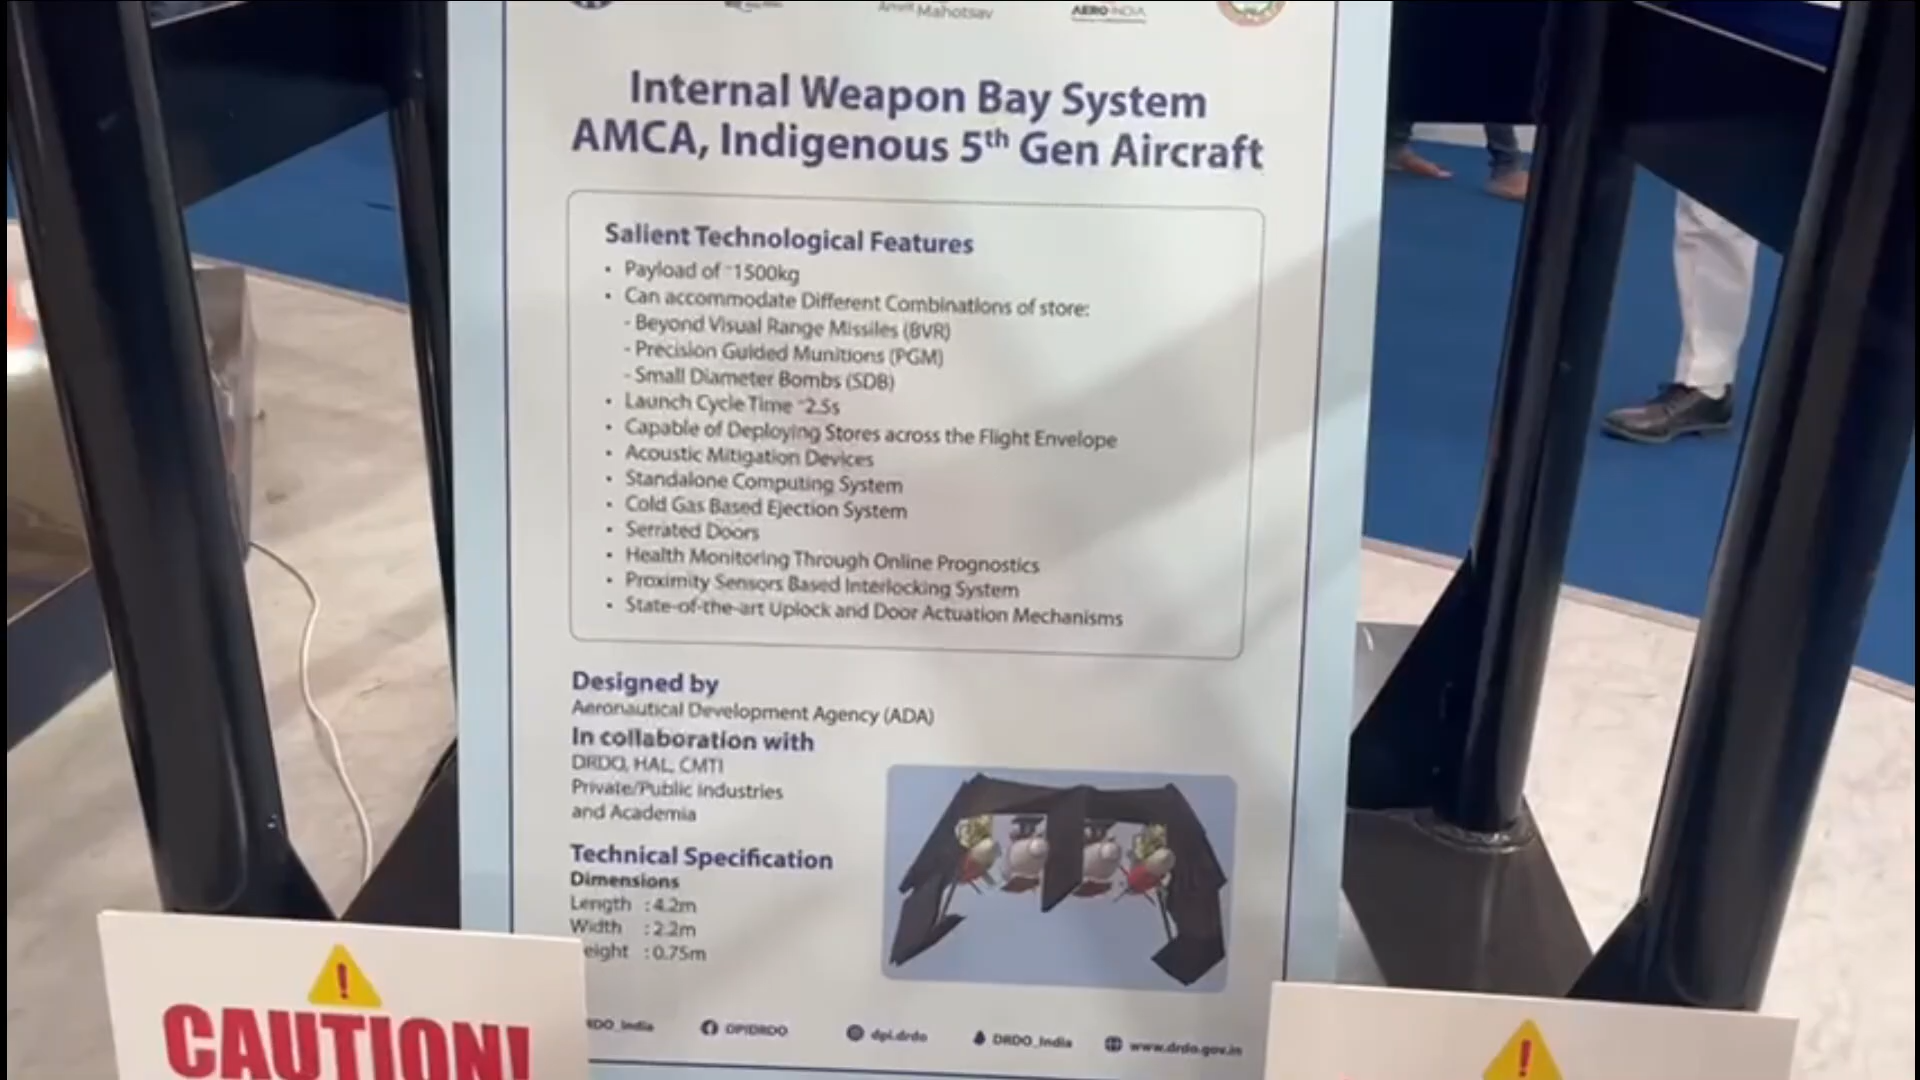 Amrit Mahotsav
AERO INDIA
Internal Weapon Bay System
AMCA, Indigenous 5th Gen Aircraft
Salient Technological Features
• Payload of ~1500kg
• Can accommodate Different Combinations of store:
- Beyond Visual Range Missiles (BVR)
- Precision Guided Munitions (PGM)
- Small Diameter Bombs (SDB)
• Launch Cycle Time ~2.5s
• Capable of Deploying Stores across the Flight Envelope
• Acoustic Mitigation Devices
• Standalone Computing System
• Cold Gas Based Ejection System
• Serrated Doors
• Health Monitoring Through Online Prognostics
• Proximity Sensors Based Interlocking System
• State-of-the-art Uplock and Door Actuation Mechanisms
Designed by
Aeronautical Development Agency (ADA)
In collaboration with
DRDO, HAL, CMTI
Private/Public industries
and Academia
Technical Specification
Dimensions
Length : 4.2m
Width : 2.2m
eight : 0.75m
RDO_India DPIDRDO dpi.drdo DRDO_India www.drdo.gov.in
! CAUTION!
!